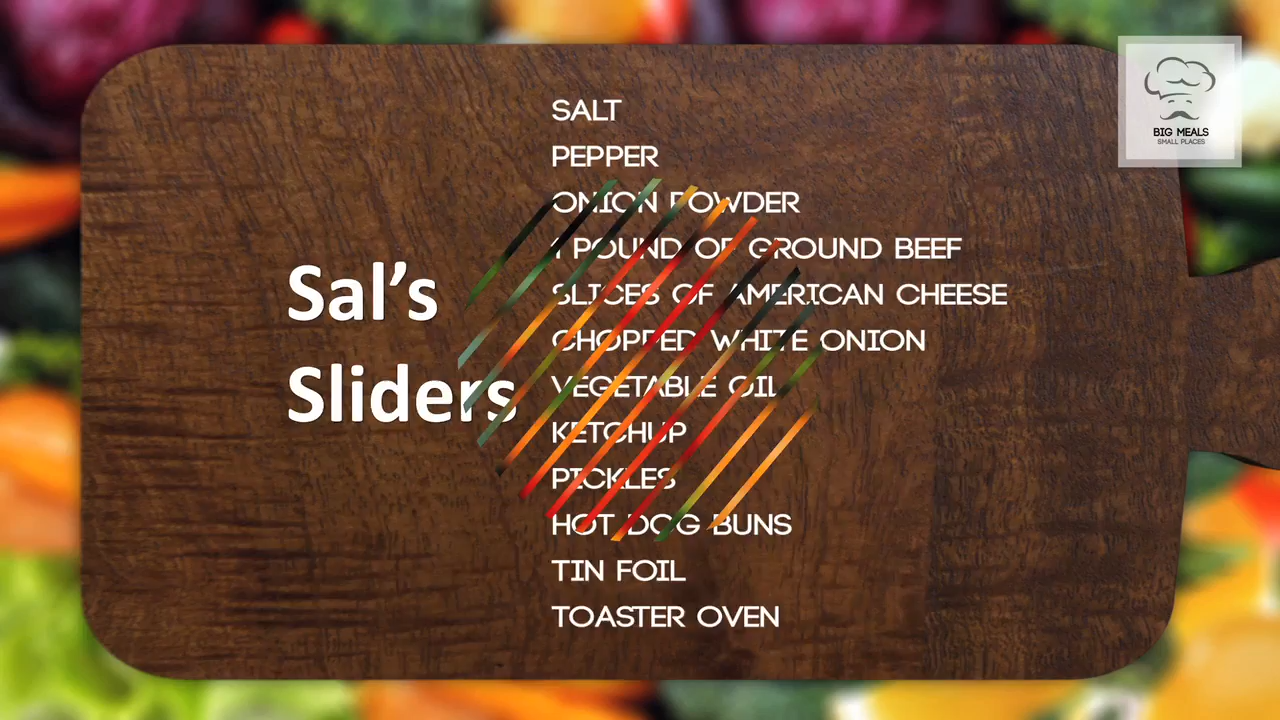 Sal’s
Sliders
SALT
PEPPER
ONION POWDER
1 POUND OF GROUND BEEF
SLICES OF AMERICAN CHEESE
CHOPPED WHITE ONION
VEGETABLE OIL
KETCHUP
PICKLES
HOT DOG BUNS
TIN FOIL
TOASTER OVEN
BIG MEALS
SMALL PLACES